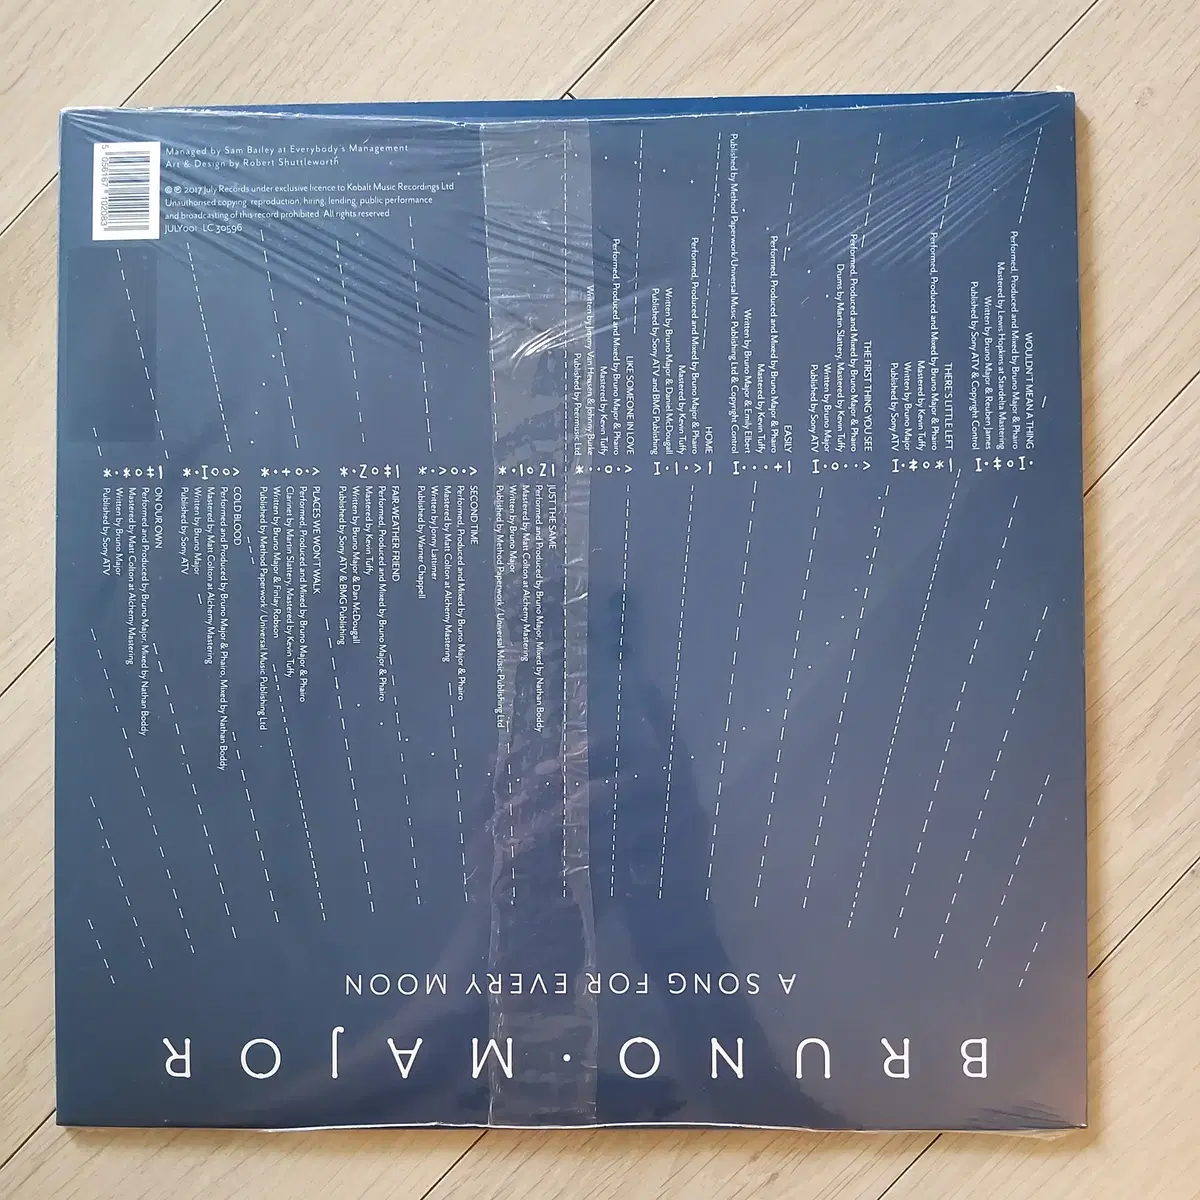 BRUNO · MAJOR
A SONG FOR EVERY MOON
WOULDN'T MEAN A THING
Performed, Produced and Mixed by Bruno Major & Phairo
Mastered by Lewis Hopkins at Stardelta Mastering
Written by Bruno Major & Reuben James
Published by Sony ATV & Copyright Control
THERE'S LITTLE LEFT
Performed, Produced and Mixed by Bruno Major & Phairo
Mastered by Kevin Tuffy
Written by Bruno Major
Published by Sony ATV
THE FIRST THING YOU SEE
Performed, Produced and Mixed by Bruno Major & Phairo
Drums by Martin Slattery, Mastered by Kevin Tuffy
Written by Bruno Major
Published by Sony ATV
EASILY
Performed, Produced and Mixed by Bruno Major & Phairo
Mastered by Kevin Tuffy
Written by Bruno Major & Emily Elbert
Published by Method Paperwork/Universal Music Publishing Ltd & Copyright Control
HOME
Performed, Produced and Mixed by Bruno Major & Phairo
Mastered by Kevin Tuffy
Written by Bruno Major & Daniel McDougall
Published by Sony ATV and BMG Publishing
LIKE SOMEONE IN LOVE
Performed, Produced and Mixed by Bruno Major & Phairo
Mastered by Kevin Tuffy
Written by Jimmy Van Heusen & Johnny Burke
Published by Peermusic Ltd
JUST THE SAME
Performed and Produced by Bruno Major, Mixed by Nathan Boddy
Mastered by Matt Colton at Alchemy Mastering
Written by Bruno Major
Published by Method Paperwork / Universal Music Publishing Ltd
SECOND TIME
Performed, Produced and Mixed by Bruno Major & Phairo
Mastered by Matt Colton at Alchemy Mastering
Written by Jonny Lattimer
Published by Warner Chappell
FAIR-WEATHER FRIEND
Performed, Produced and Mixed by Bruno Major & Phairo
Mastered by Kevin Tuffy
Written by Bruno Major & Dan McDougall
Published by Sony ATV & BMG Publishing
PLACES WE WON'T WALK
Performed, Produced and Mixed by Bruno Major & Phairo
Clarinet by Martin Slattery, Mastered by Kevin Tuffy
Written by Bruno Major & Finlay Robson
Published by Method Paperwork / Universal Music Publishing Ltd
COLD BLOOD
Performed and Produced by Bruno Major & Phairo, Mixed by Nathan Boddy
Mastered by Matt Colton at Alchemy Mastering
Written by Bruno Major
Published by Sony ATV
ON OUR OWN
Performed and Produced by Bruno Major, Mixed by Nathan Boddy
Mastered by Matt Colton at Alchemy Mastering
Written by Bruno Major
Published by Sony ATV
Managed by Sam Bailey at Everybody's Management
Art & Design by Robert Shuttleworth
© ℗ 2017 July Records under exclusive licence to Kobalt Music Recordings Ltd
Unauthorised copying, reproduction, hiring, lending, public performance
and broadcasting of this record prohibited. All rights reserved
JULY001 LC 30596
5 056167 102083